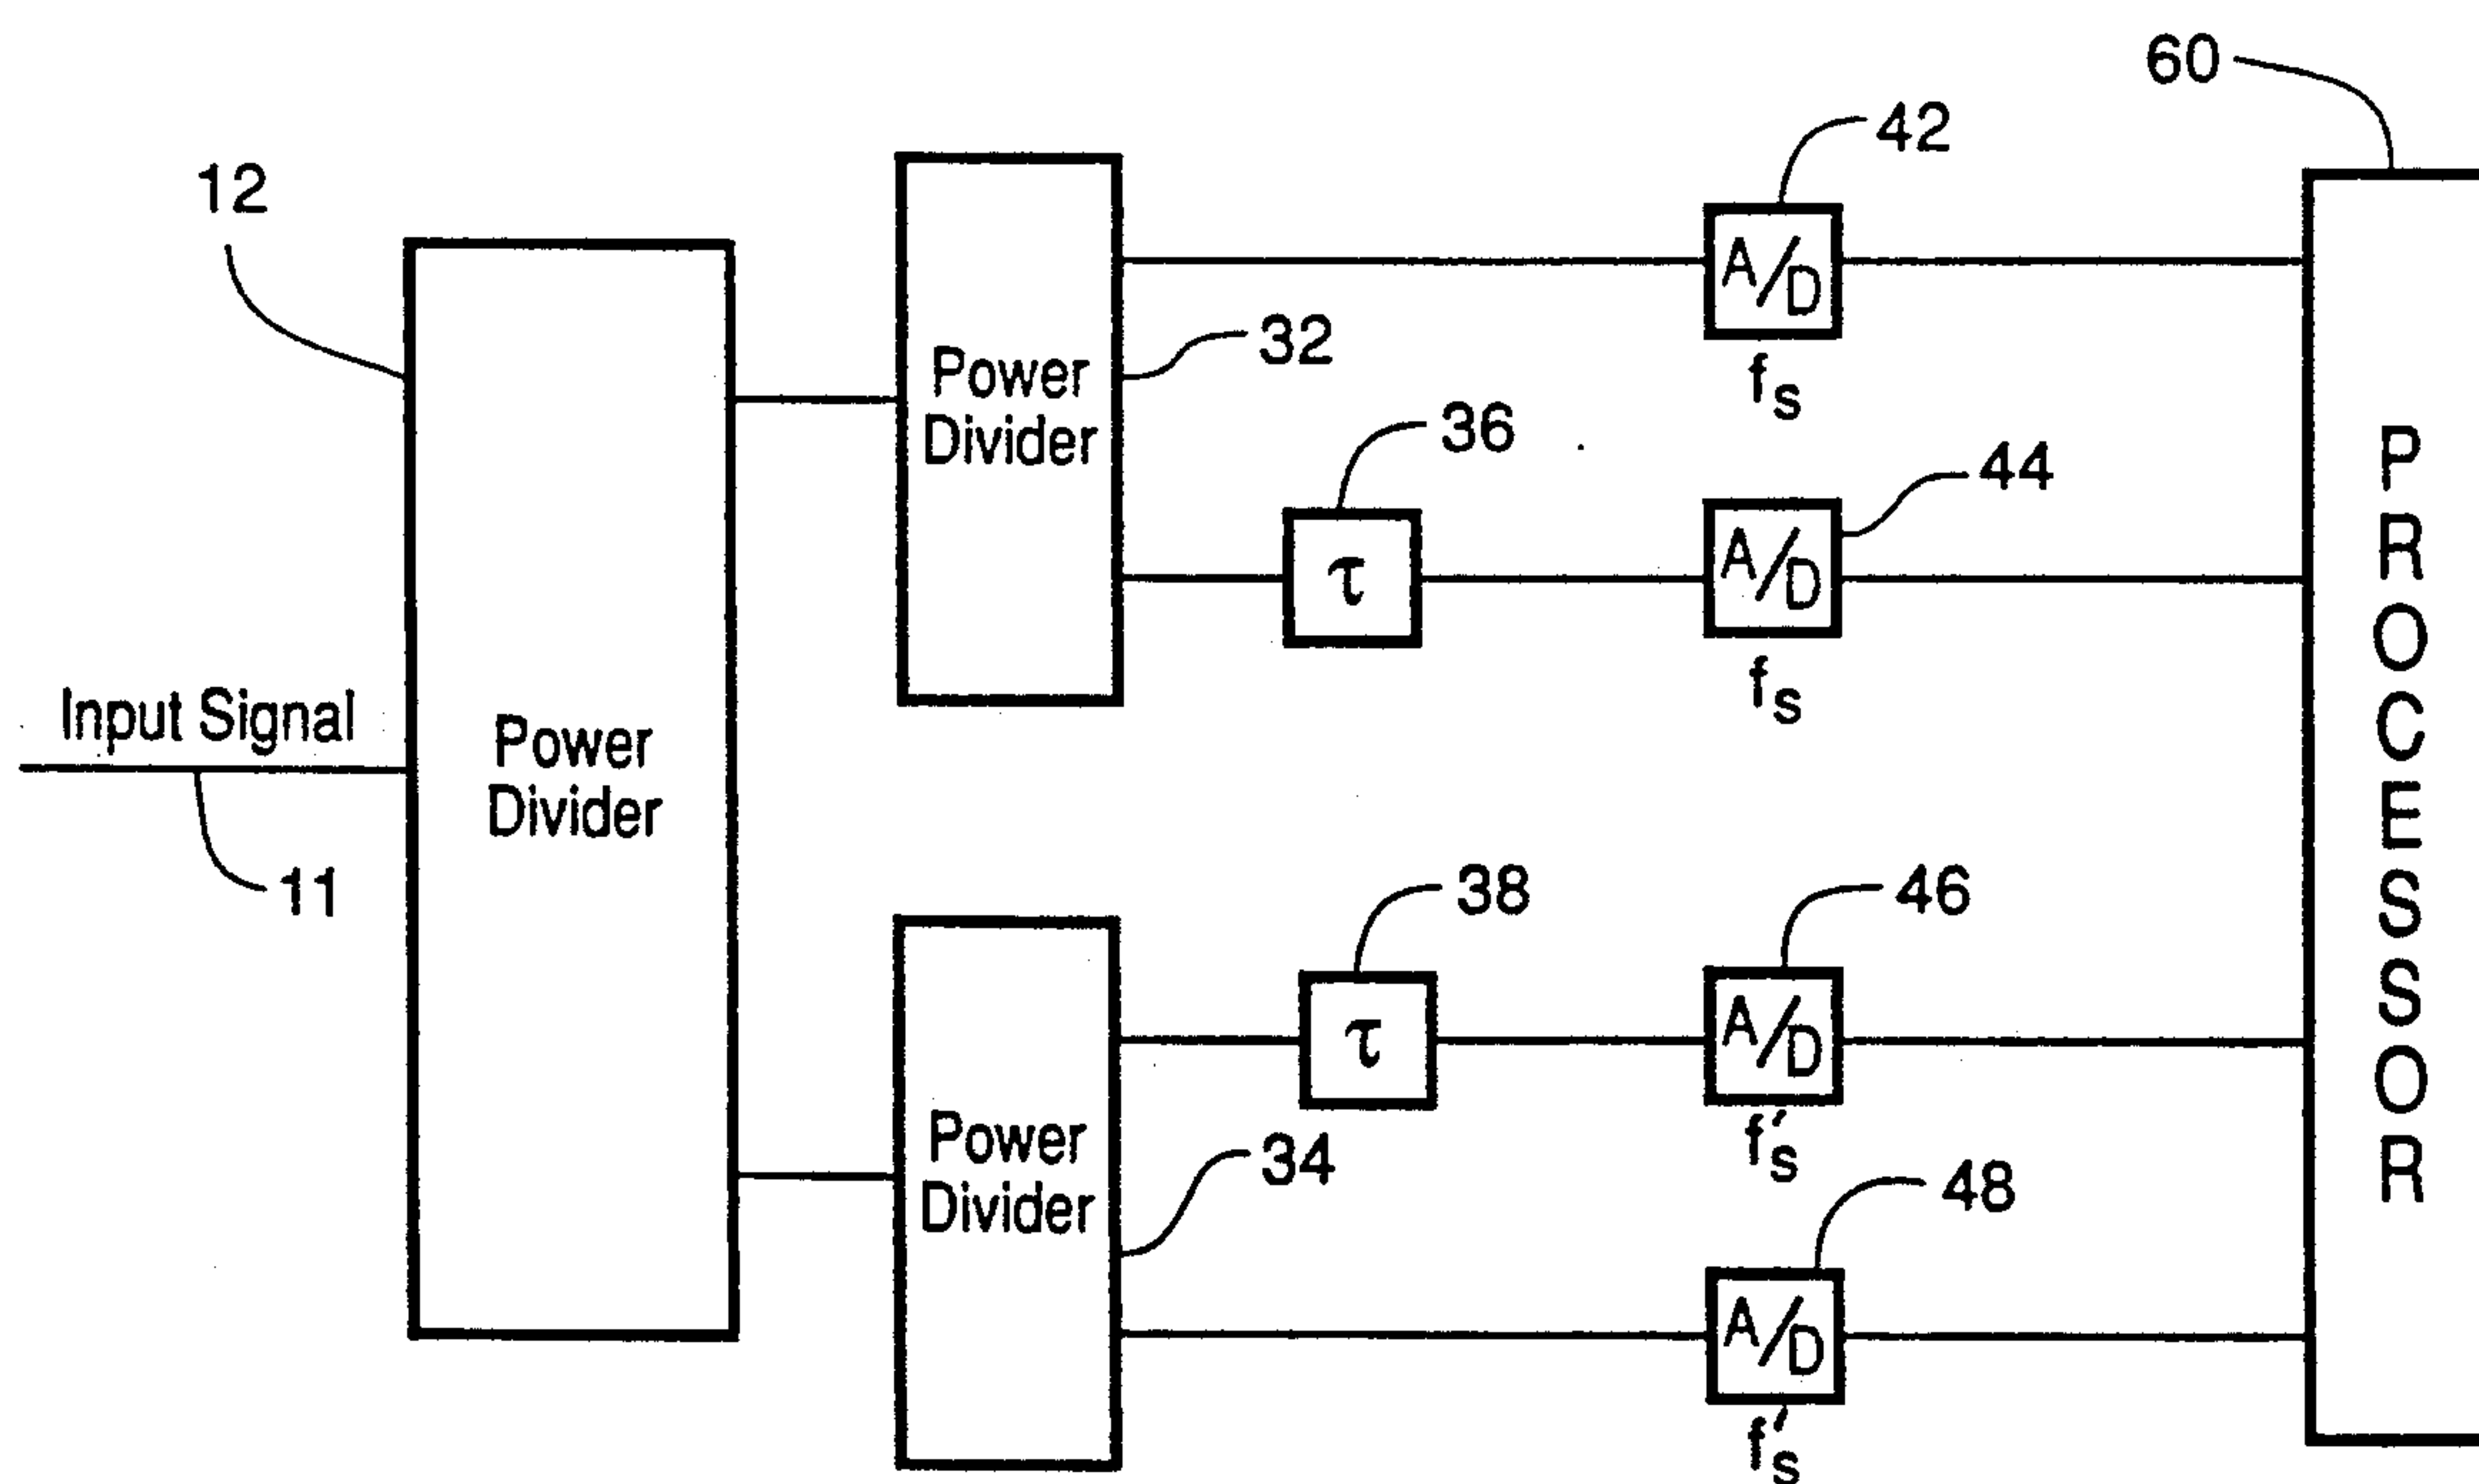 60
42
12
A/D
32
Power
Divider
fs
36
44
τ
A/D
fs
Input Signal
Power
Divider
11
38
46
τ
A/D
f's
Power
Divider
34
48
A/D
f's
PROCESSOR